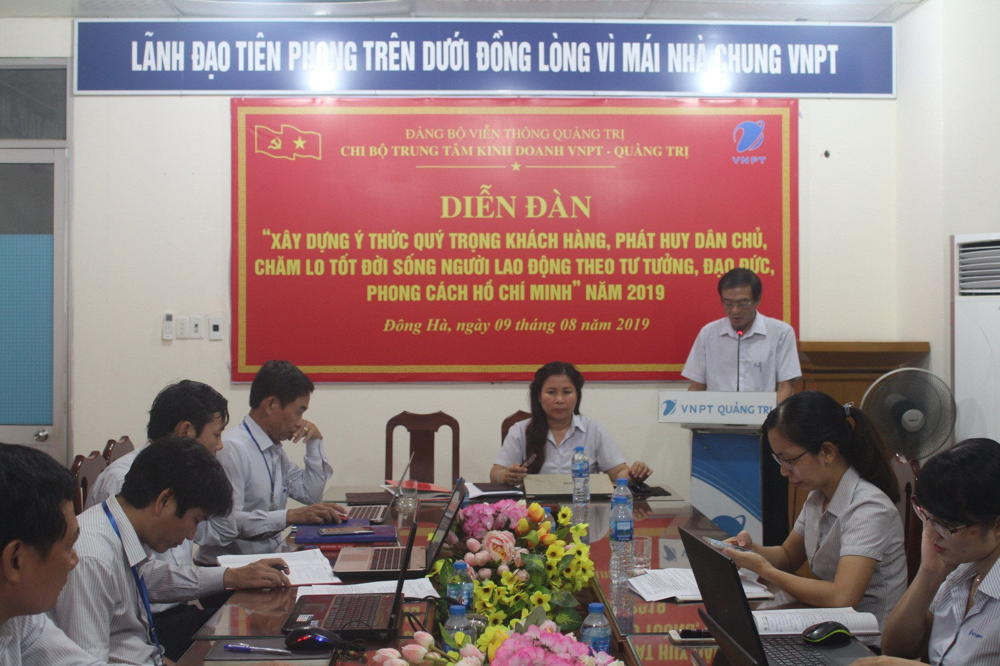 LÃNH ĐẠO TIÊN PHONG TRÊN DƯỚI ĐỒNG LÒNG VÌ MÁI NHÀ CHUNG VNPT
ĐẢNG BỘ VIỄN THÔNG QUẢNG TRỊ
CHI BỘ TRUNG TÂM KINH DOANH VNPT - QUẢNG TRỊ
VNPT
DIỄN ĐÀN
“XÂY DỰNG Ý THỨC QUÝ TRỌNG KHÁCH HÀNG, PHÁT HUY DÂN CHỦ,
CHĂM LO TỐT ĐỜI SỐNG NGƯỜI LAO ĐỘNG THEO TƯ TƯỞNG, ĐẠO ĐỨC,
PHONG CÁCH HỒ CHÍ MINH” NĂM 2019
Đông Hà, ngày 09 tháng 08 năm 2019
VNPT QUẢNG TRỊ
VNPT